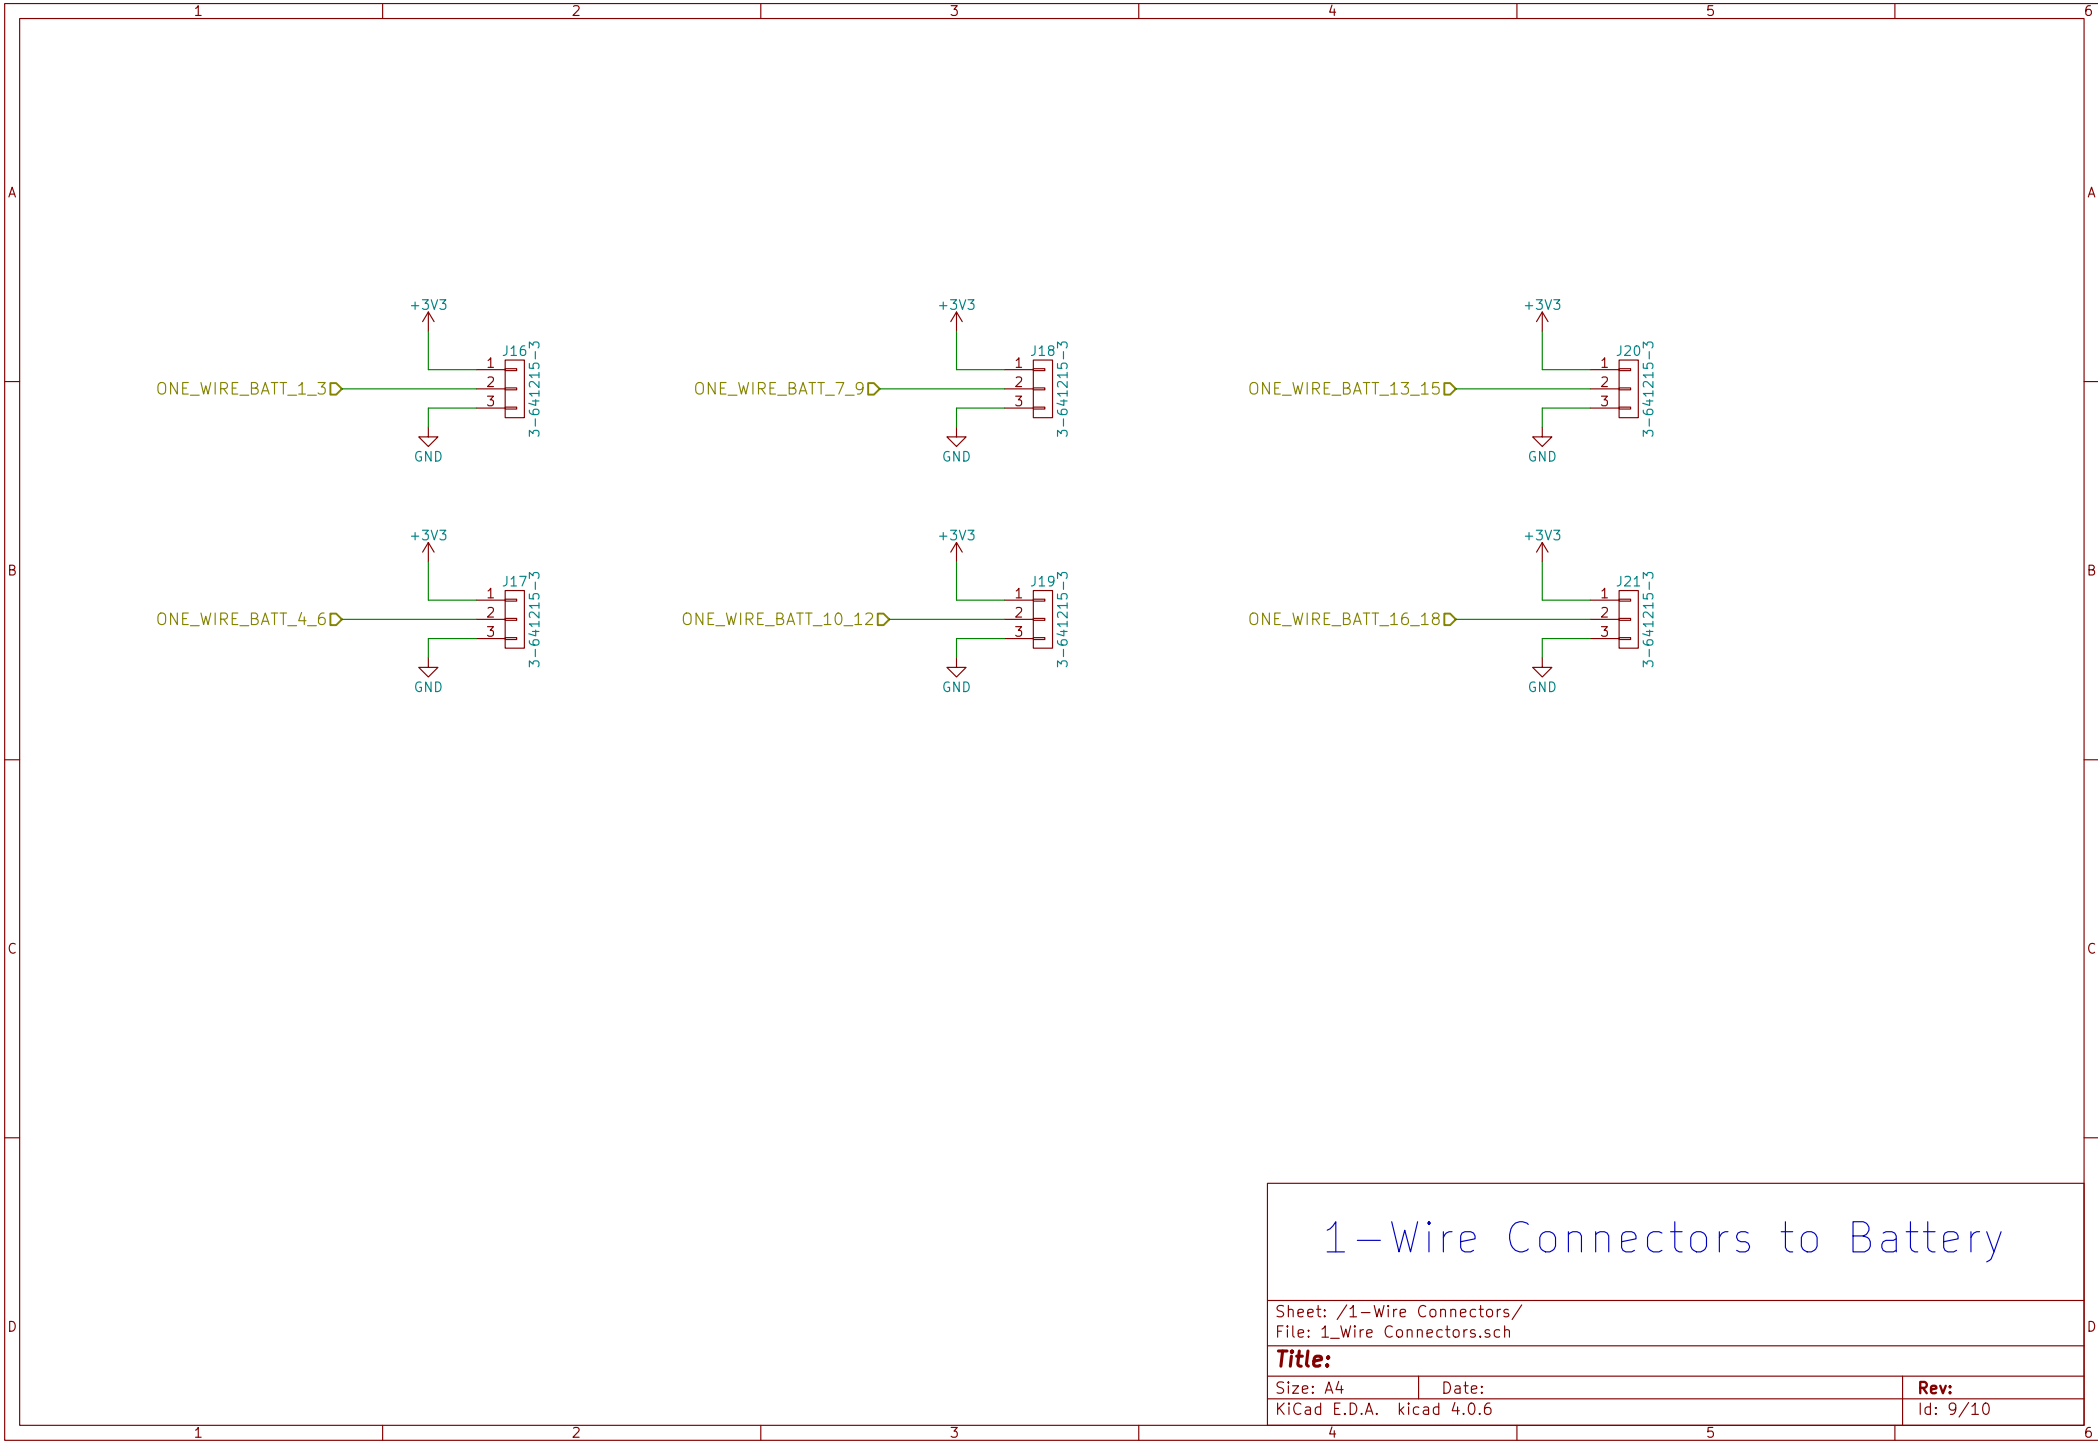 1 2 3 4 5 6
A A
+3V3 +3V3 +3V3
J16 J18 J20
1 1 1
ONE_WIRE_BATT_1_3 2 3-641215-3 ONE_WIRE_BATT_7_9 2 3-641215-3 ONE_WIRE_BATT_13_15 2 3-641215-3
3 3 3
GND GND GND
+3V3 +3V3 +3V3
B B
J17 J19 J21
1 1 1
ONE_WIRE_BATT_4_6 2 3-641215-3 ONE_WIRE_BATT_10_12 2 3-641215-3 ONE_WIRE_BATT_16_18 2 3-641215-3
3 3 3
GND GND GND
C C
1-Wire Connectors to Battery
Sheet: /1-Wire Connectors/
File: 1_Wire Connectors.sch
D D
Title:
Size: A4 Date: Rev:
KiCad E.D.A. kicad 4.0.6 Id: 9/10
1 2 3 4 5 6